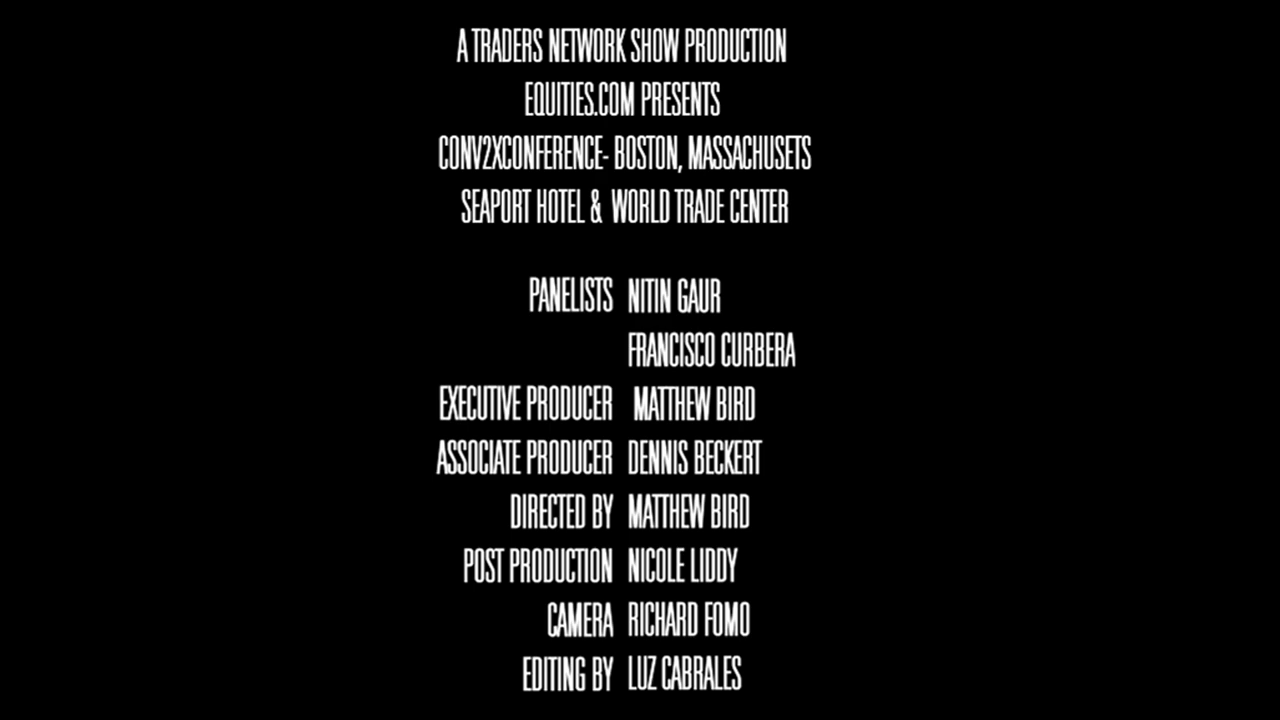 A TRADERS NETWORK SHOW PRODUCTION
EQUITIES.COM PRESENTS
CONV2XCONFERENCE- BOSTON, MASSACHUSETS
SEAPORT HOTEL & WORLD TRADE CENTER
PANELISTS NITIN GAUR
FRANCISCO CURBERA
EXECUTIVE PRODUCER MATTHEW BIRD
ASSOCIATE PRODUCER DENNIS BECKERT
DIRECTED BY MATTHEW BIRD
POST PRODUCTION NICOLE LIDDY
CAMERA RICHARD FOMO
EDITING BY LUZ CABRALES